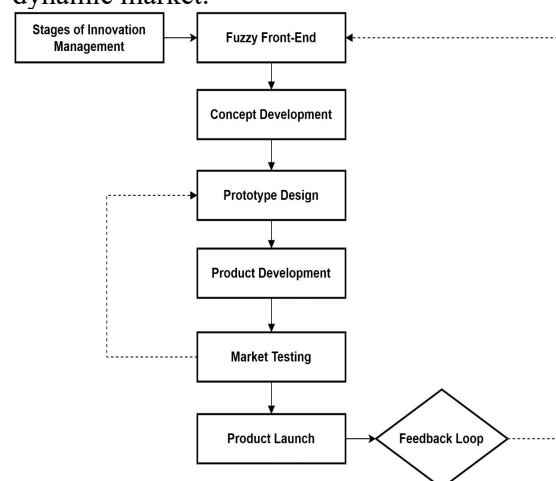 dynamic market.
Stages of Innovation
Management
Fuzzy Front-End
Concept Development
Prototype Design
Product Development
Market Testing
Product Launch
Feedback Loop